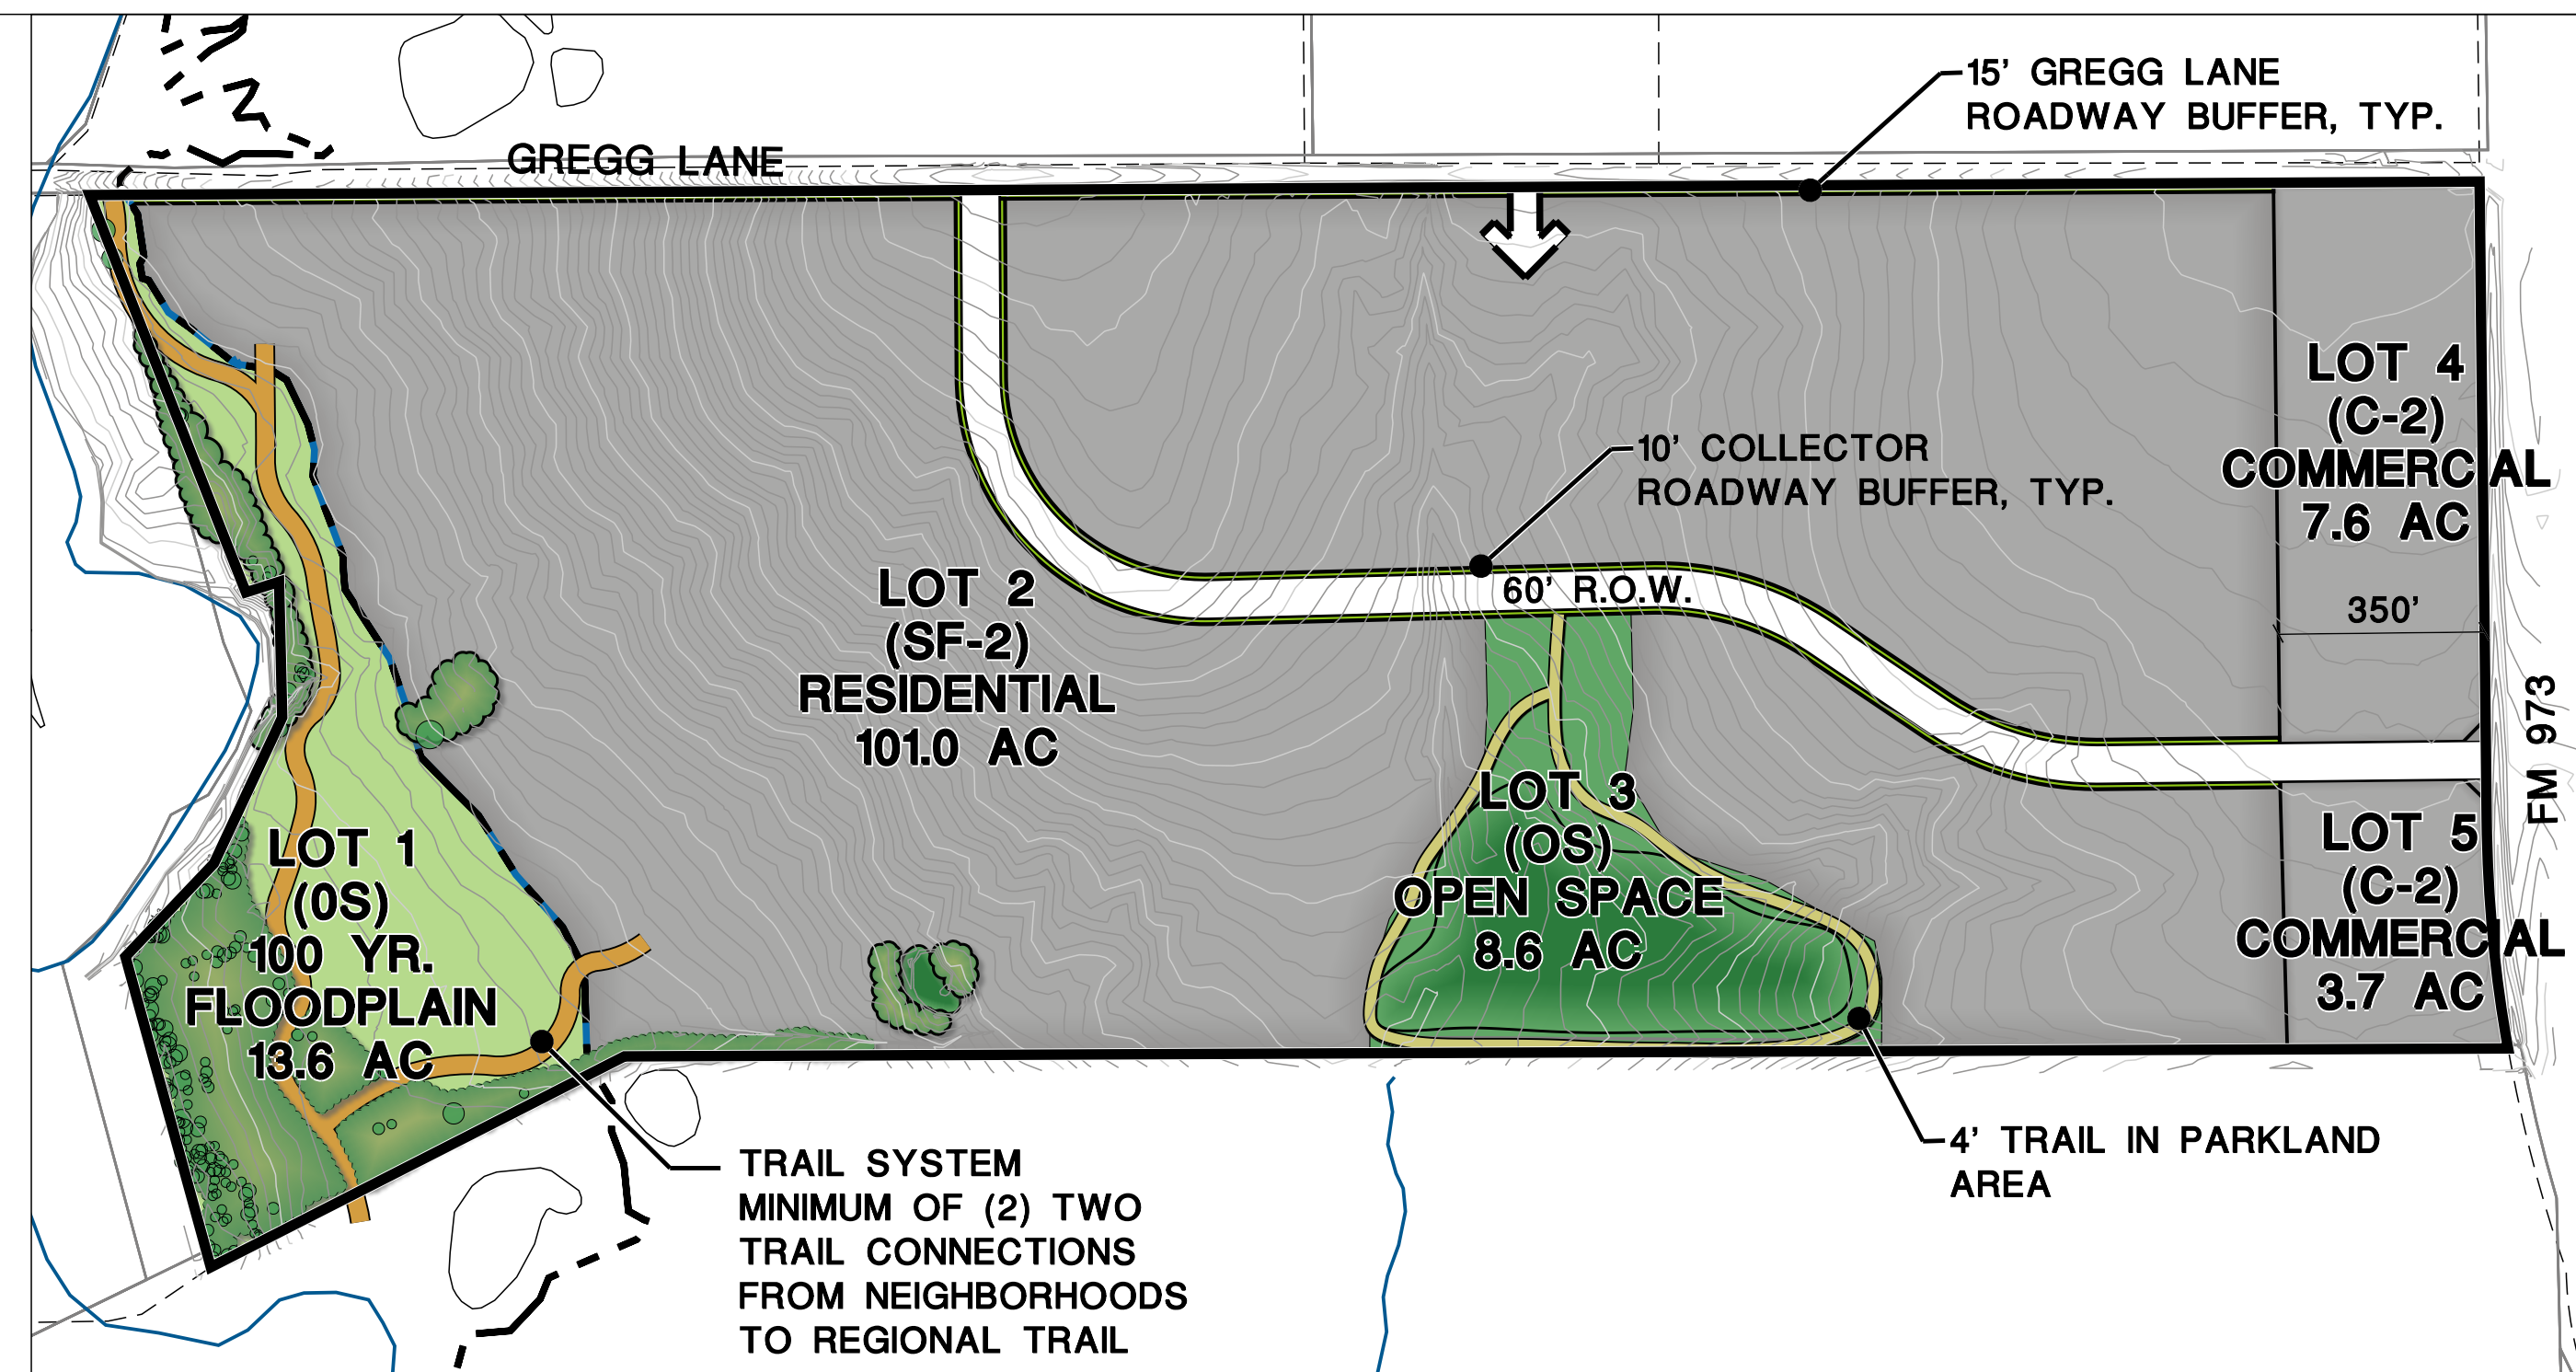 15' GREGG LANE
ROADWAY BUFFER, TYP.
GREGG LANE
LOT 4
(C-2)
COMMERCIAL
7.6 AC
350'
10' COLLECTOR
ROADWAY BUFFER, TYP.
60' R.O.W.
LOT 2
(SF-2)
RESIDENTIAL
101.0 AC
FM 973
LOT 3
(OS)
OPEN SPACE
8.6 AC
LOT 5
(C-2)
COMMERCIAL
3.7 AC
LOT 1
(0S)
100 YR.
FLOODPLAIN
13.6 AC
4' TRAIL IN PARKLAND
AREA
TRAIL SYSTEM
MINIMUM OF (2) TWO
TRAIL CONNECTIONS
FROM NEIGHBORHOODS
TO REGIONAL TRAIL